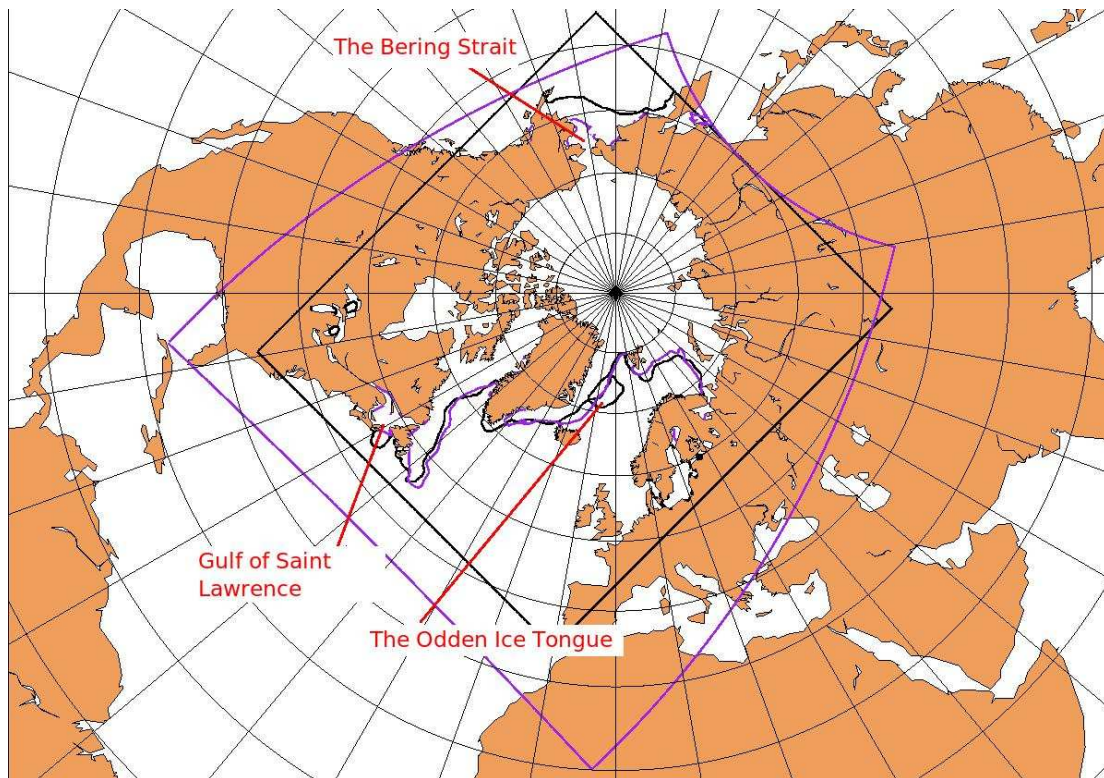 The Bering Strait
Gulf of Saint
Lawrence
The Odden Ice Tongue